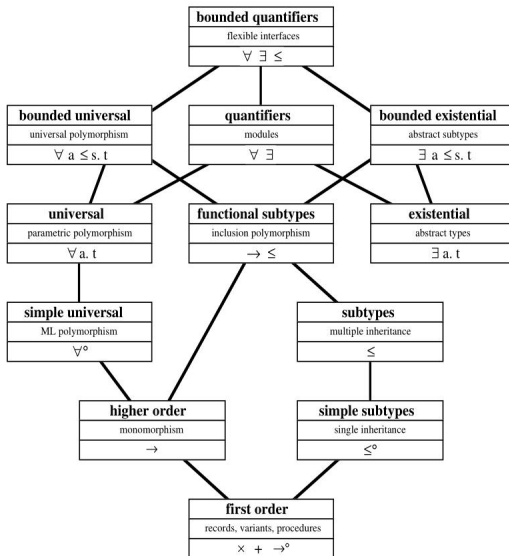 bounded quantifiers
flexible interfaces
∀ ∃ ≤
bounded universal
universal polymorphism
∀ a ≤ s. t
quantifiers
modules
∀ ∃
bounded existential
abstract subtypes
∃ a ≤ s. t
universal
parametric polymorphism
∀ a. t
functional subtypes
inclusion polymorphism
→ ≤
existential
abstract types
∃ a. t
simple universal
ML polymorphism
∀°
subtypes
multiple inheritance
≤
higher order
monomorphism
→
simple subtypes
single inheritance
≤°
first order
records, variants, procedures
× + →°